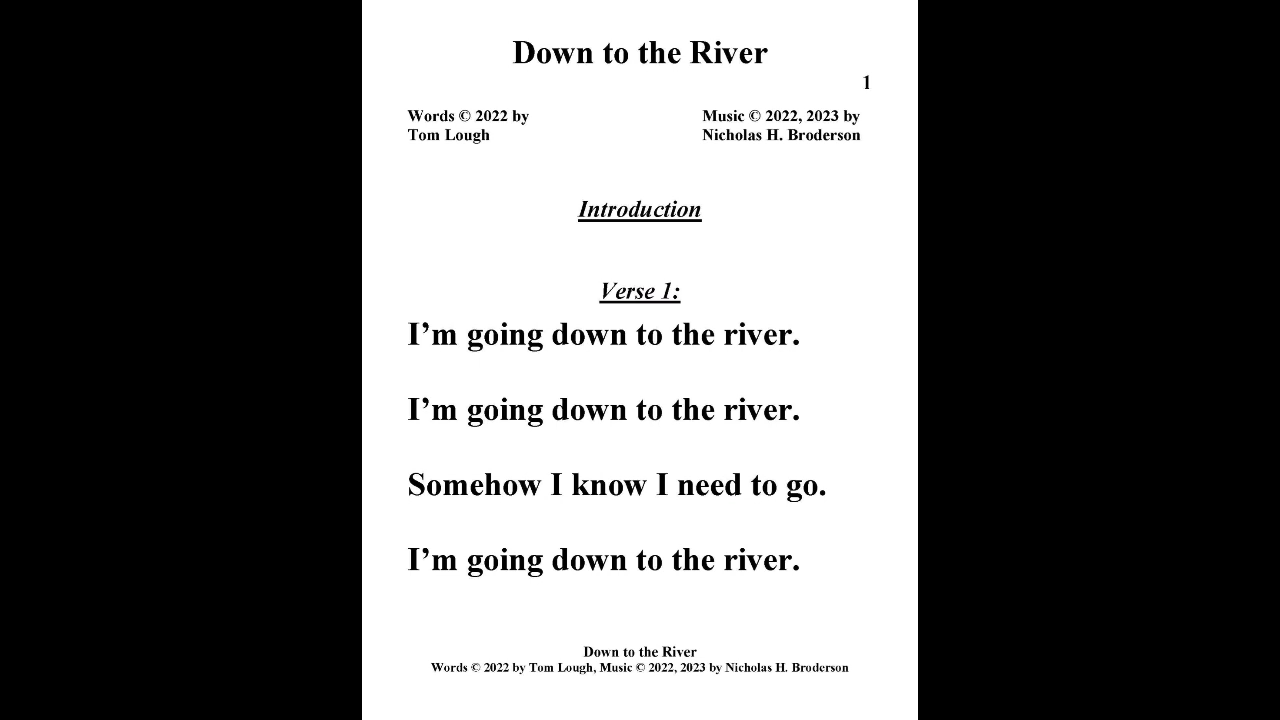 Down to the River
1
Words © 2022 by
Tom Lough
Music © 2022, 2023 by
Nicholas H. Broderson
Introduction
Verse 1:
I’m going down to the river.
I’m going down to the river.
Somehow I know I need to go.
I’m going down to the river.
Down to the River
Words © 2022 by Tom Lough, Music © 2022, 2023 by Nicholas H. Broderson